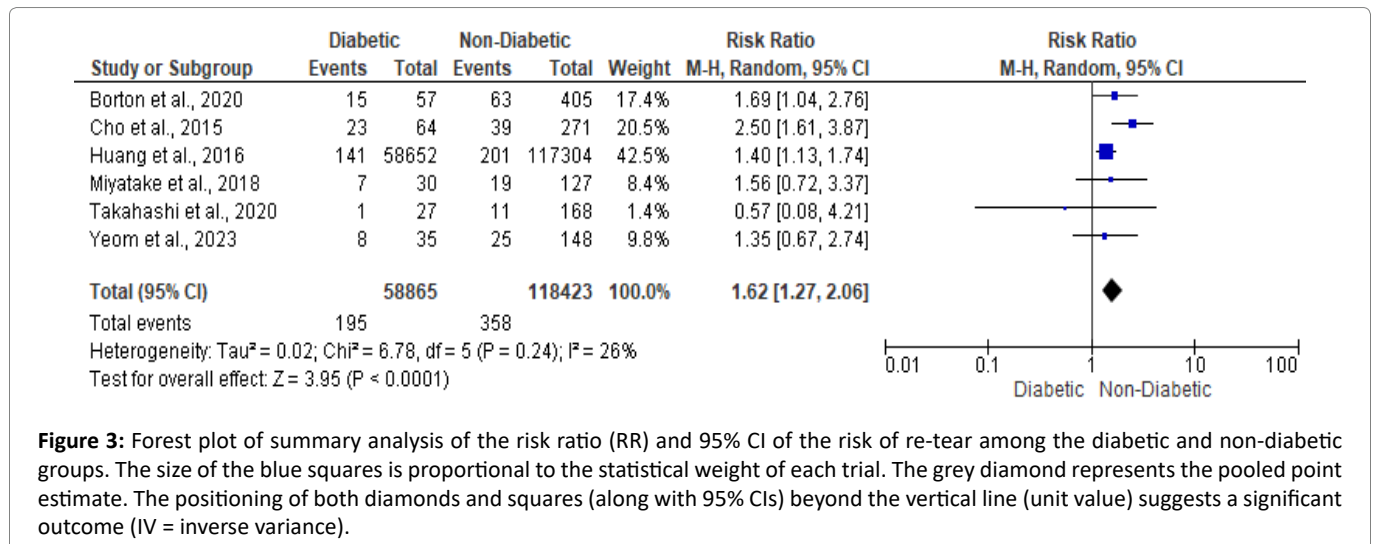 Diabetic Non-Diabetic Risk Ratio Risk Ratio
Study or Subgroup Events Total Events Total Weight M-H, Random, 95% CI M-H, Random, 95% CI
Borton et al., 2020 15 57 63 405 17.4% 1.69 [1.04, 2.76]
Cho et al., 2015 23 64 39 271 20.5% 2.50 [1.61, 3.87]
Huang et al., 2016 141 58652 201 117304 42.5% 1.40 [1.13, 1.74]
Miyatake et al., 2018 7 30 19 127 8.4% 1.56 [0.72, 3.37]
Takahashi et al., 2020 1 27 11 168 1.4% 0.57 [0.08, 4.21]
Yeom et al., 2023 8 35 25 148 9.8% 1.35 [0.67, 2.74]
Total (95% CI) 58865 118423 100.0% 1.62 [1.27, 2.06]
Total events 195 358
Heterogeneity: Tau² = 0.02; Chi² = 6.78, df = 5 (P = 0.24); I² = 26%
Test for overall effect: Z = 3.95 (P < 0.0001)
0.01 0.1 1 10 100
Diabetic Non-Diabetic
Figure 3: Forest plot of summary analysis of the risk ratio (RR) and 95% CI of the risk of re-tear among the diabetic and non-diabetic
groups. The size of the blue squares is proportional to the statistical weight of each trial. The grey diamond represents the pooled point
estimate. The positioning of both diamonds and squares (along with 95% CIs) beyond the vertical line (unit value) suggests a significant
outcome (IV = inverse variance).